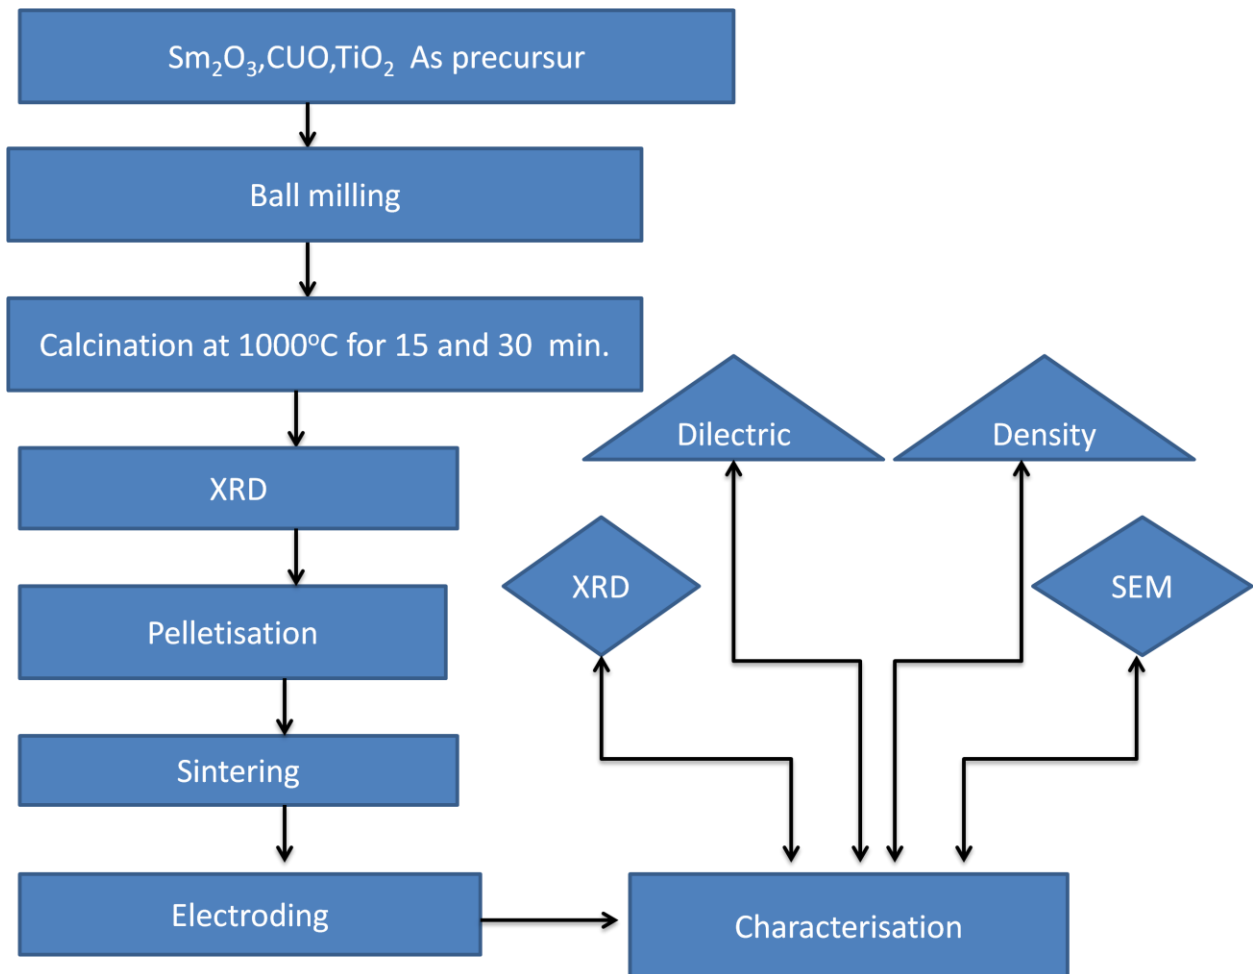 Sm₂O₃,CUO,TiO₂ As precursur
Ball milling
Calcination at 1000°C for 15 and 30 min.
XRD
Pelletisation
Sintering
Electroding
Dilectric
Density
XRD
SEM
Characterisation